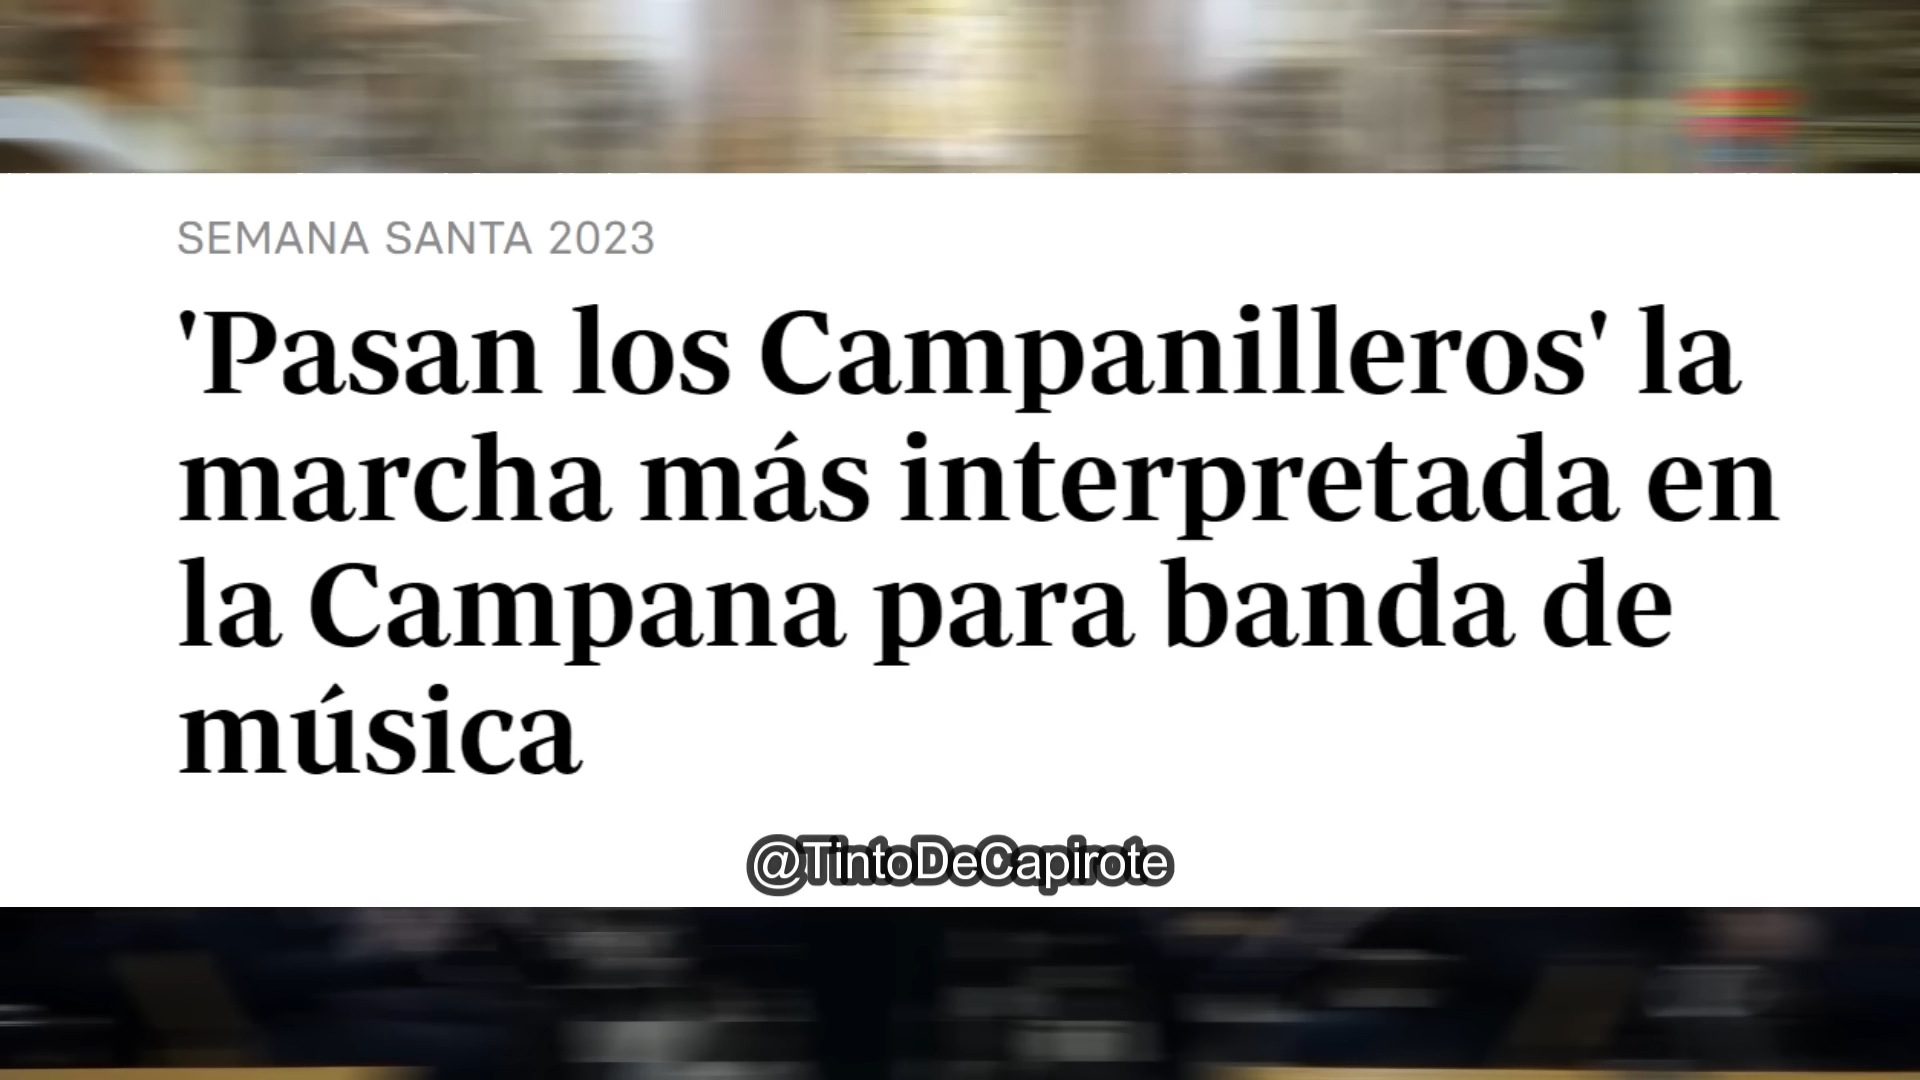 SEMANA SANTA 2023
'Pasan los Campanilleros' la
marcha más interpretada en
la Campana para banda de
música
@TintoDeCapirote